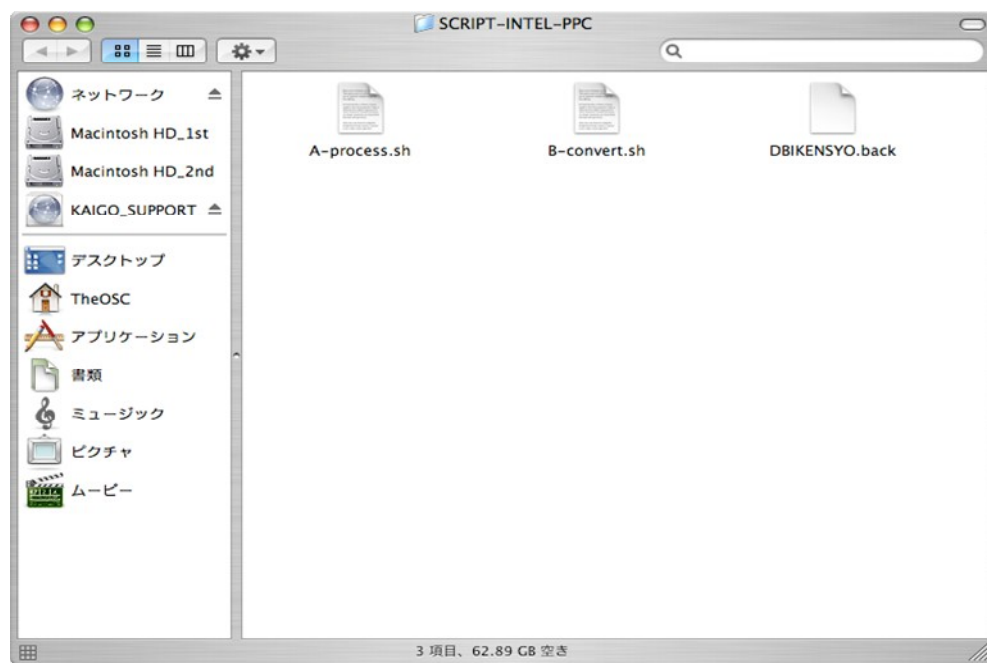 SCRIPT-INTEL-PPC
ネットワーク
Macintosh HD_1st
Macintosh HD_2nd
KAIGO_SUPPORT
デスクトップ
TheOSC
アプリケーション
書類
ミュージック
ピクチャ
ムービー
A-process.sh
B-convert.sh
DBIKENSYO.back
3 項目、62.89 GB 空き